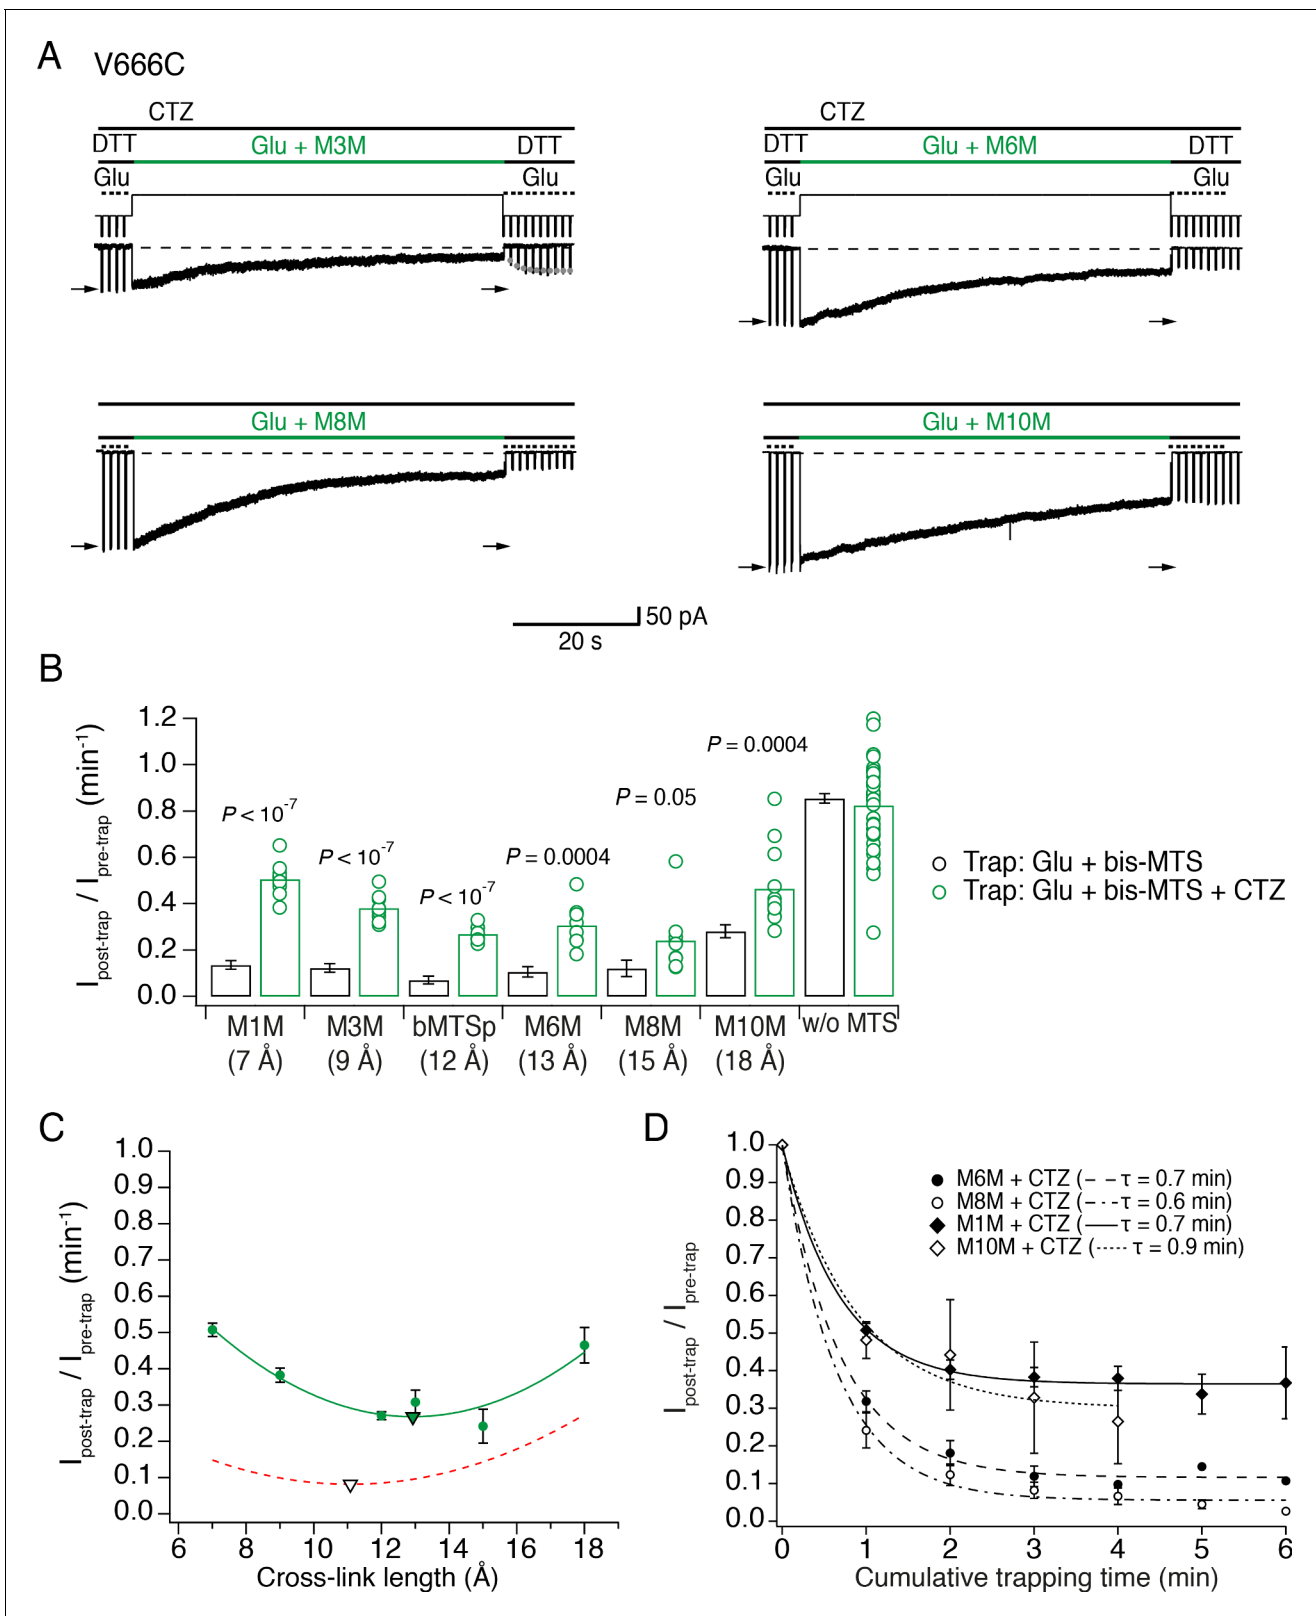 A V666C
CTZ
DTT Glu + M3M DTT
Glu Glu
CTZ
DTT Glu + M6M DTT
Glu Glu
Glu + M8M
Glu + M10M
50 pA
20 s
B
I post-trap / I pre-trap (min-1)
1.2
1.0
0.8
0.6
0.4
0.2
0.0
P < 10-7
P < 10-7
P < 10-7
P = 0.0004
P = 0.05
P = 0.0004
M1M M3M bMTSp M6M M8M M10M w/o MTS
(7 Å) (9 Å) (12 Å) (13 Å) (15 Å) (18 Å)
Trap: Glu + bis-MTS
Trap: Glu + bis-MTS + CTZ
C
I post-trap / I pre-trap (min-1)
1.0
0.9
0.8
0.7
0.6
0.5
0.4
0.3
0.2
0.1
0.0
6 8 10 12 14 16 18
Cross-link length (Å)
D
I post-trap / I pre-trap
1.0
0.9
0.8
0.7
0.6
0.5
0.4
0.3
0.2
0.1
0.0
M6M + CTZ ( τ = 0.7 min)
M8M + CTZ ( τ = 0.6 min)
M1M + CTZ ( τ = 0.7 min)
M10M + CTZ ( τ = 0.9 min)
0 1 2 3 4 5 6
Cumulative trapping time (min)